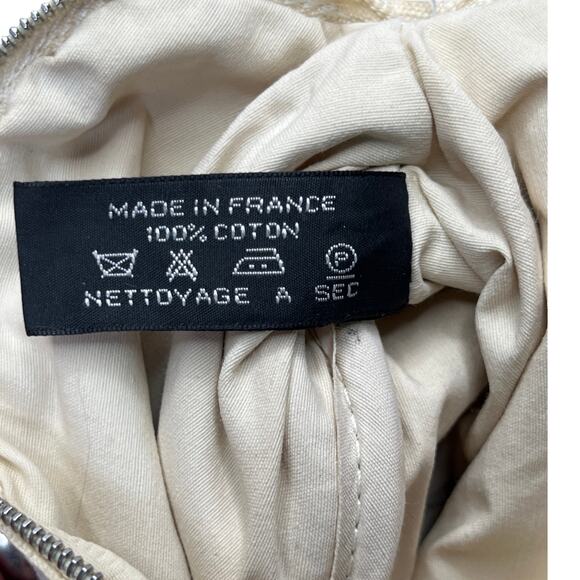 MADE IN FRANCE
100% COTON
P
NETTOYAGE A SEC